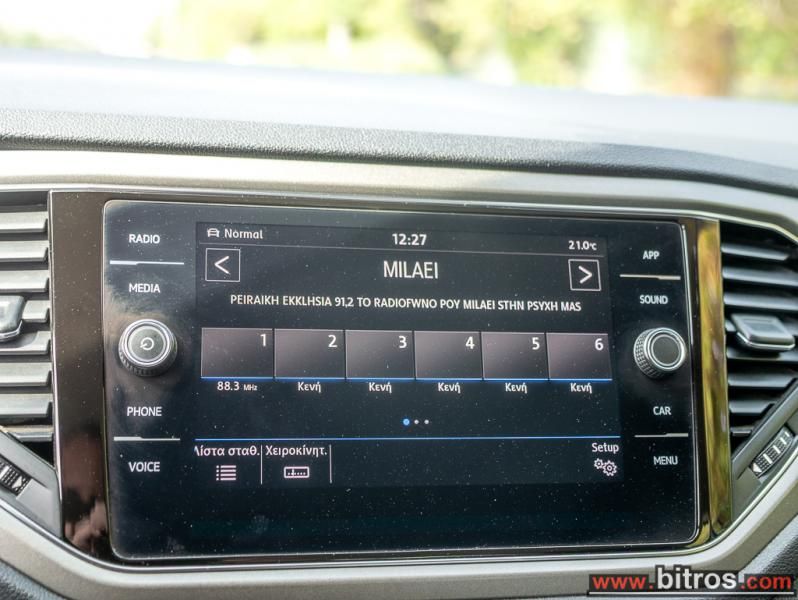 RADIO
MEDIA
PHONE
VOICE
Normal
12:27
21.0°C
MILAEI
PEIRAIKH EKKLHSIA 91,2 TO RADIOFWNO POY MILAEI STHN PSYXH MAS
1 2 3 4 5 6
88.3 MHz Κενή Κενή Κενή Κενή Κενή
Λίστα σταθ. Χειροκίνητ. Setup
APP
SOUND
CAR
MENU
www.bitros.com